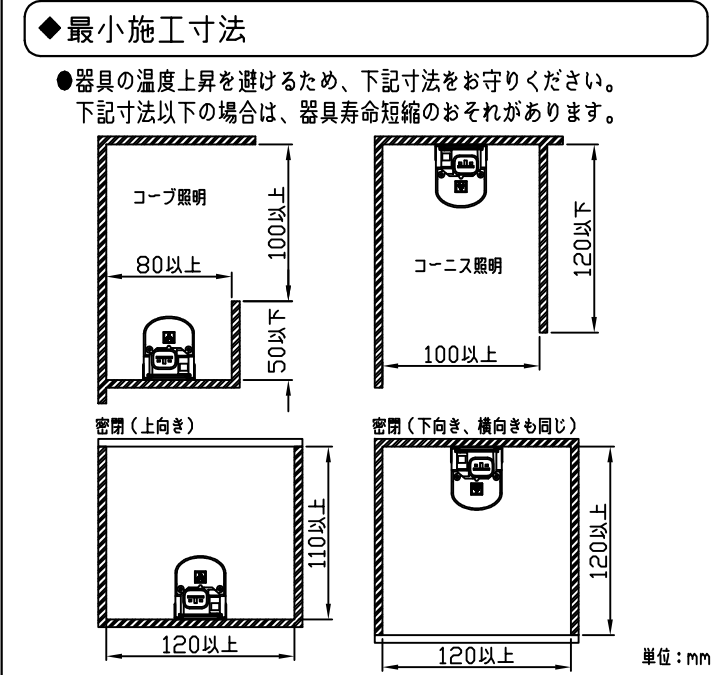 ◆最小施工寸法
●器具の温度上昇を避けるため、下記寸法をお守りください。
下記寸法以下の場合は、器具寿命短縮のおそれがあります。
コーブ照明
80以上
100以上
50以下
コーニス照明
120以下
100以上
密閉（上向き）
110以上
120以上
密閉（下向き、横向きも同じ）
120以上
120以上
単位：mm